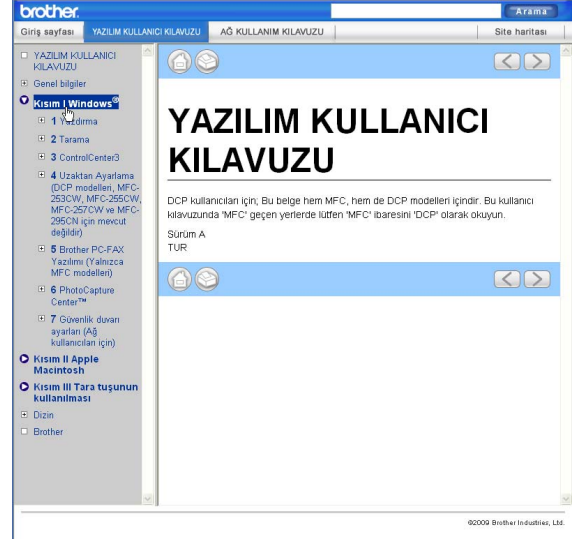 brother.
Arama
Giriş sayfası
YAZILIM KULLANICI KILAVUZU
AĞ KULLANIM KILAVUZU
Site haritası
YAZILIM KULLANICI
KILAVUZU
Genel bilgiler
Kısım I Windows®
1 Yazdırma
2 Tarama
3 ControlCenter3
4 Uzaktan Ayarlama
(DCP modelleri, MFC-
253CW, MFC-255CW,
MFC-257CW ve MFC-
295CN için mevcut
değildir)
5 Brother PC-FAX
Yazılımı (Yalnızca
MFC modelleri)
6 PhotoCapture
Center™
7 Güvenlik duvarı
ayarları (Ağ
kullanıcıları için)
Kısım II Apple
Macintosh
Kısım III Tara tuşunun
kullanılması
Dizin
Brother
YAZILIM KULLANICI
KILAVUZU
DCP kullanıcıları için; Bu belge hem MFC, hem de DCP modelleri içindir. Bu kullanıcı
kılavuzunda 'MFC' geçen yerlerde lütfen 'MFC' ibaresini 'DCP' olarak okuyun.
Sürüm A
TUR
©2009 Brother Industries, Ltd.